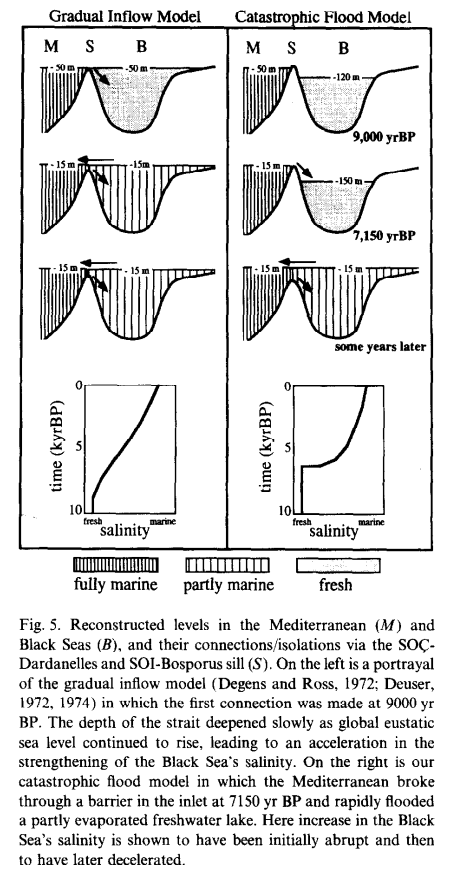 Gradual Inflow Model
Catastrophic Flood Model
M S B
M S B
- 50 m
-50 m
- 50 m
-120 m
9,000 yrBP
- 15 m
-15m
- 15 m
-150 m
7,150 yrBP
- 15 m
- 15 m
- 15 m
- 15 m
some years later
0
5
10
time (kyrBP)
fresh
marine
salinity
0
5
10
time (kyrBP)
fresh
marine
salinity
fully marine
partly marine
fresh
Fig. 5. Reconstructed levels in the Mediterranean (M) and
Black Seas (B), and their connections/isolations via the SOÇ-
Dardanelles and SOI-Bosporus sill (S). On the left is a portrayal
of the gradual inflow model (Degens and Ross, 1972; Deuser,
1972, 1974) in which the first connection was made at 9000 yr
BP. The depth of the strait deepened slowly as global eustatic
sea level continued to rise, leading to an acceleration in the
strengthening of the Black Sea's salinity. On the right is our
catastrophic flood model in which the Mediterranean broke
through a barrier in the inlet at 7150 yr BP and rapidly flooded
a partly evaporated freshwater lake. Here increase in the Black
Sea's salinity is shown to have been initially abrupt and then
to have later decelerated.